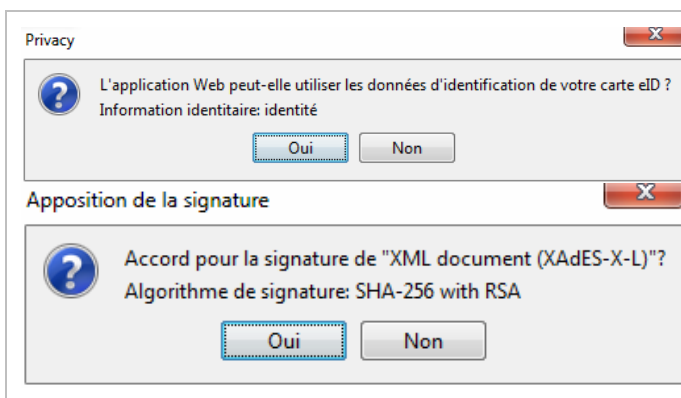 Privacy
L'application Web peut-elle utiliser les données d'identification de votre carte eID ?
Information identitaire: identité
Oui Non
Apposition de la signature
Accord pour la signature de "XML document (XAdES-X-L)"?
Algorithme de signature: SHA-256 with RSA
Oui Non